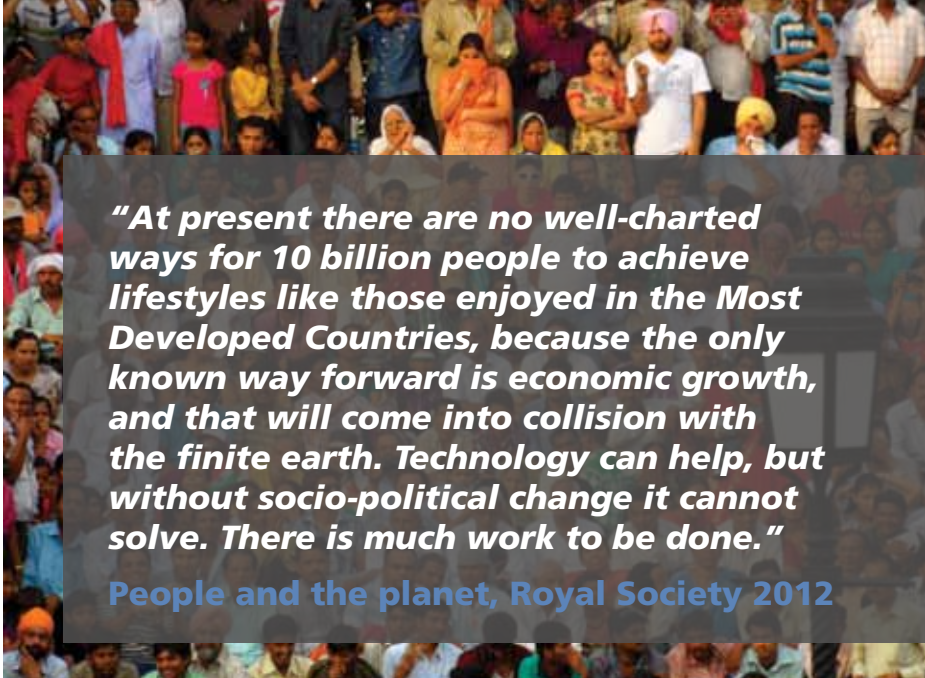 “At present there are no well-charted
ways for 10 billion people to achieve
lifestyles like those enjoyed in the Most
Developed Countries, because the only
known way forward is economic growth,
and that will come into collision with
the finite earth. Technology can help, but
without socio-political change it cannot
solve. There is much work to be done.”
People and the planet, Royal Society 2012